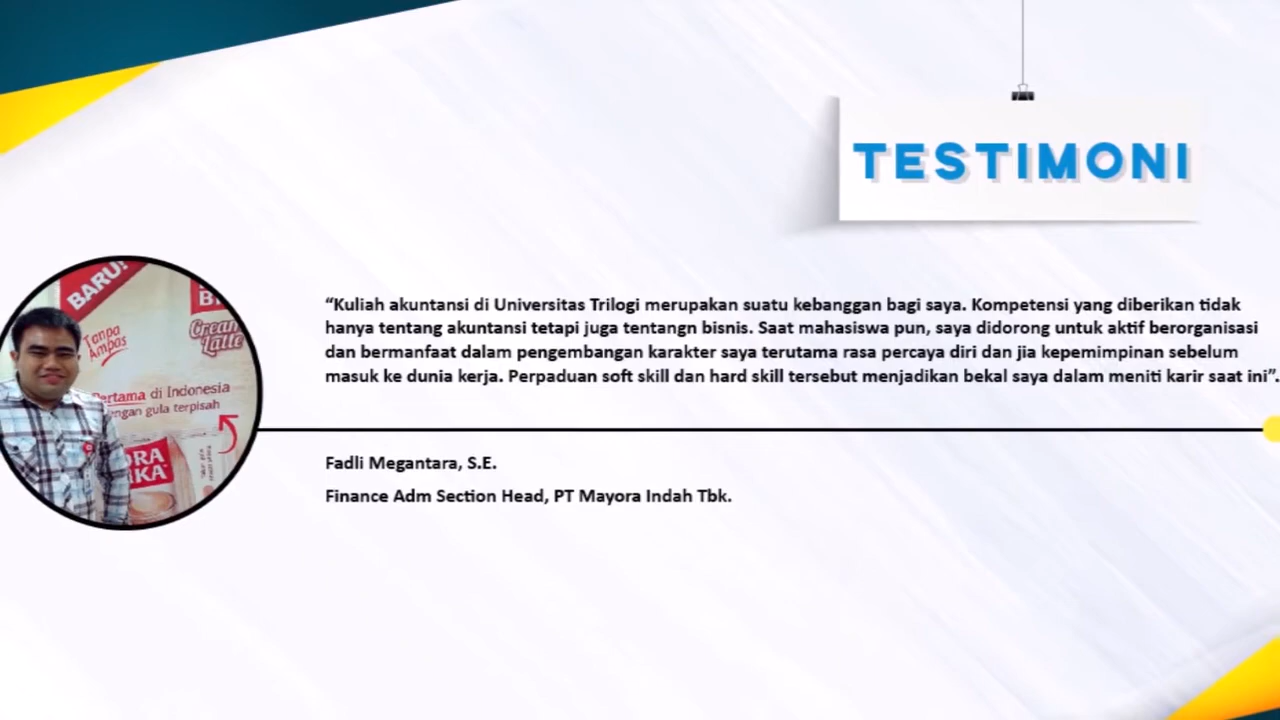 TESTIMONI
“Kuliah akuntansi di Universitas Trilogi merupakan suatu kebanggan bagi saya. Kompetensi yang diberikan tidak
hanya tentang akuntansi tetapi juga tentangn bisnis. Saat mahasiswa pun, saya didorong untuk aktif berorganisasi
dan bermanfaat dalam pengembangan karakter saya terutama rasa percaya diri dan jia kepemimpinan sebelum
masuk ke dunia kerja. Perpaduan soft skill dan hard skill tersebut menjadikan bekal saya dalam meniti karir saat ini”.
Fadli Megantara, S.E.
Finance Adm Section Head, PT Mayora Indah Tbk.
BARU!
Tanpa
Ampas
Creamy
Latte
Pertama di Indonesia
dengan gula terpisah